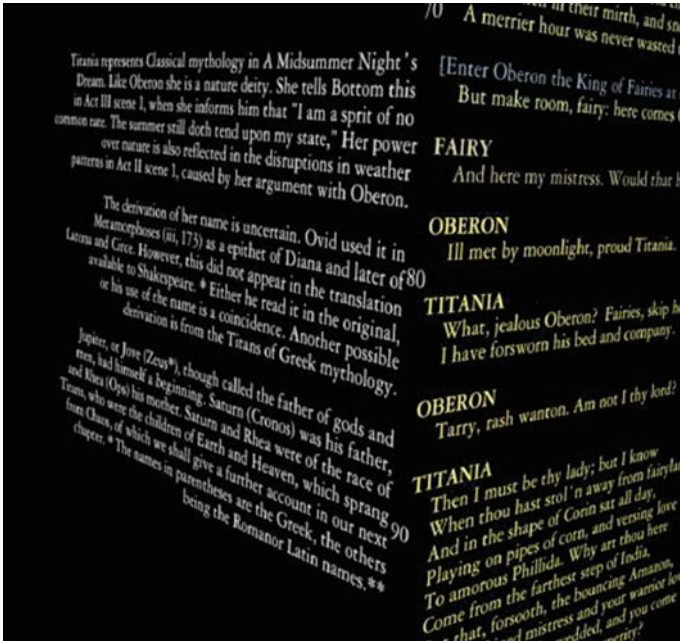 Titania represents Classical mythology in A Midsummer Night's
Dream. Like Oberon she is a nature deity. She tells Bottom this
in Act III scene 1, when she informs him that "I am a sprit of no
common rate. The summer still doth tend upon my state," Her power
over nature is also reflected in the disruptions in weather
patterns in Act II scene 1, caused by her argument with Oberon.
The derivation of her name is uncertain. Ovid used it in
Metamorphoses (iii, 173) as a epither of Diana and later of
Latona and Circe. However, this did not appear in the translation
available to Shakespeare. * Either he read it in the original,
or his use of the name is a coincidence. Another possible
derivation is from the Titans of Greek mythology.
Jupiter, or Jove (Zeus*), though called the father of gods and
men, had himself a beginning. Saturn (Cronos) was his father,
and Rhea (Ops) his mother. Saturn and Rhea were of the race of
Titans, who were the children of Earth and Heaven, which sprang
from Chaos, of which we shall give a further account in our next
chapter. * The names in parentheses are the Greek, the others
being the Romanor Latin names.**
in their mirth, and
70 A merrier hour was never wasted
[Enter Oberon the King of Fairies at
But make room, fairy: here comes
FAIRY
And here my mistress. Would that
OBERON
Ill met by moonlight, proud Titania.
80
TITANIA
What, jealous Oberon? Fairies, skip
I have forsworn his bed and company.
OBERON
Tarry, rash wanton. Am not I thy lord?
TITANIA
Then I must be thy lady; but I know
When thou hast stol'n away from
And in the shape of Corin sat all day,
90 Playing on pipes of corn, and versing love
To amorous Phillida. Why art thou here
Come from the farthest step of India,
that, forsooth, the bouncing Amazon,
mistress and your warrior
and you come